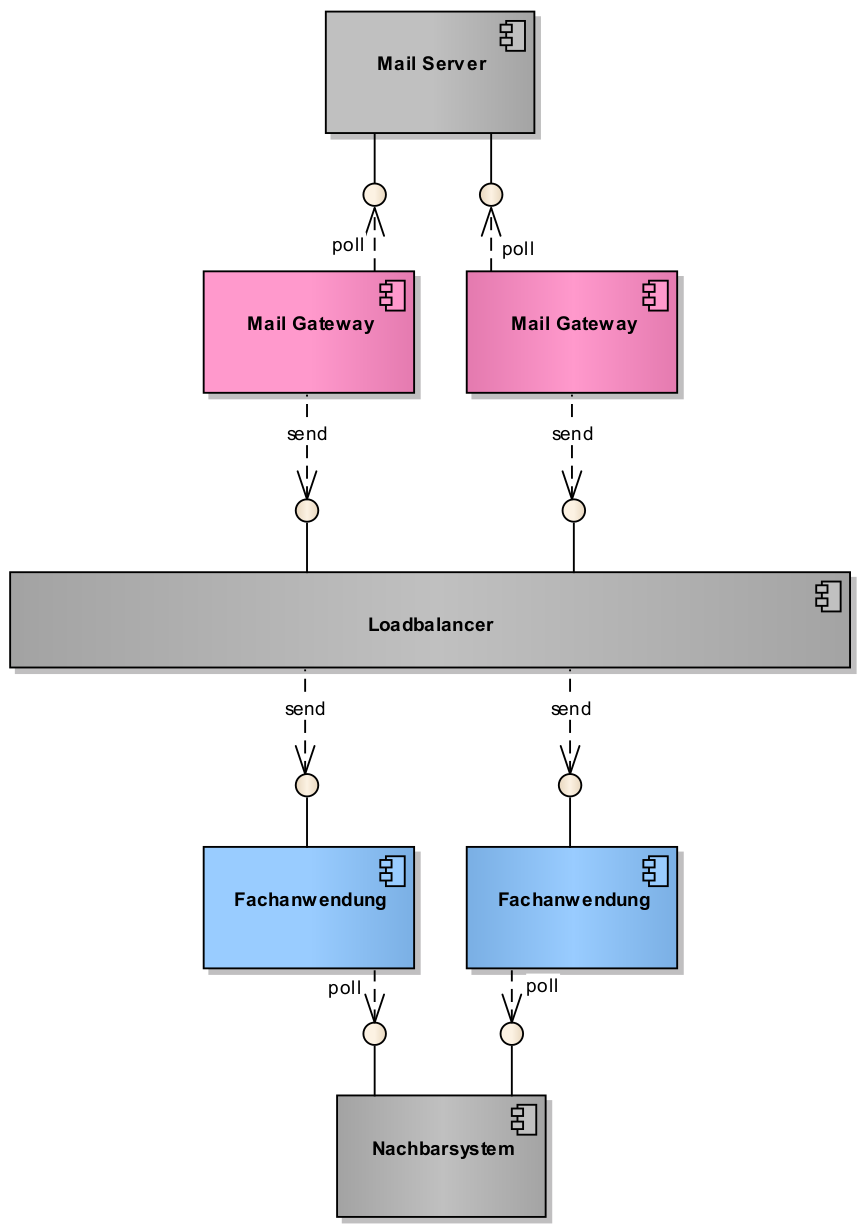 Mail Server
poll
poll
Mail Gateway
Mail Gateway
send
send
Loadbalancer
send
send
Fachanwendung
Fachanwendung
poll
poll
Nachbarsystem